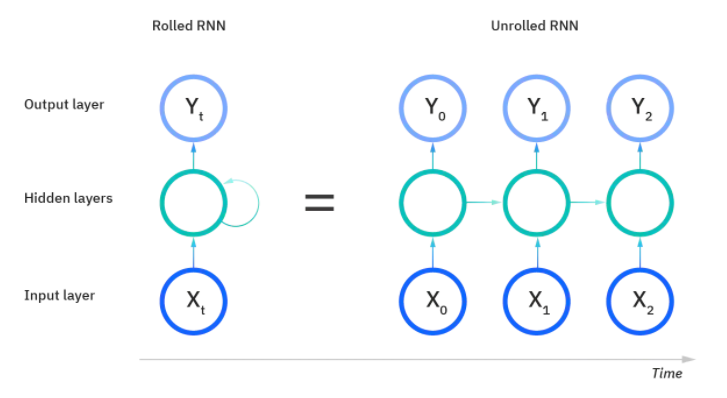 Rolled RNN
Unrolled RNN
Output layer
Yt
Y0
Y1
Y2
Hidden layers
=
Input layer
Xt
X0
X1
X2
Time